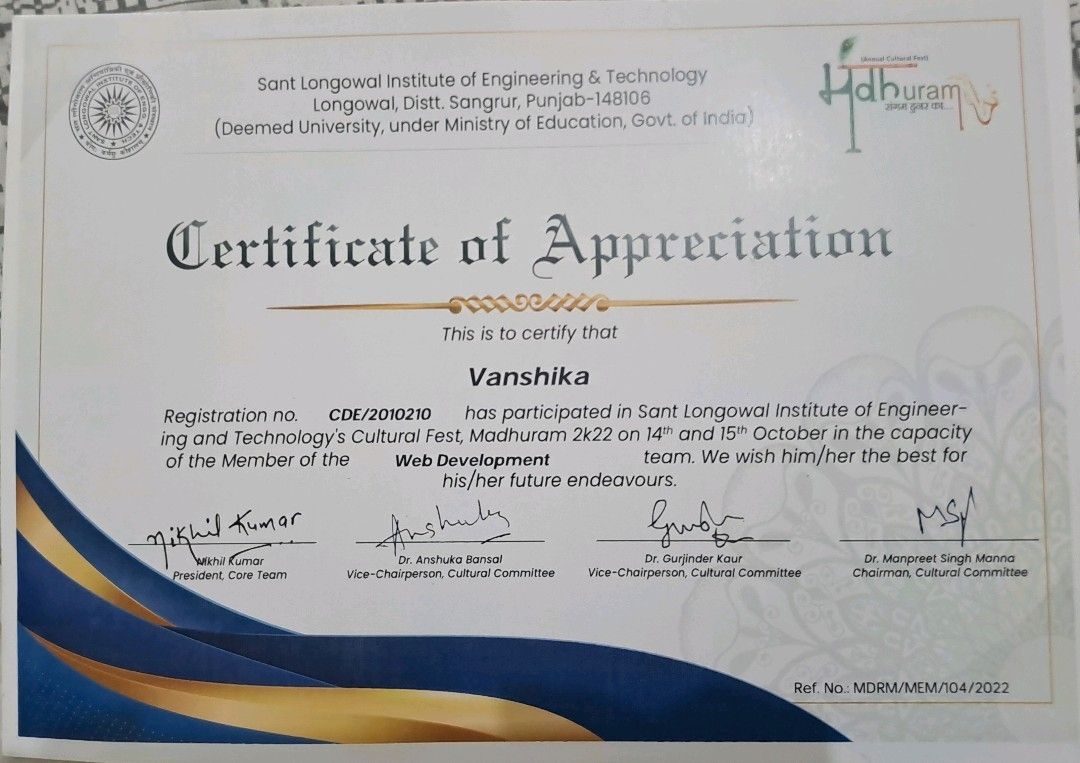 Sant Longowal Institute of Engineering & Technology
Longowal, Distt. Sangrur, Punjab-148106
(Deemed University, under Ministry of Education, Govt. of India)
(Annual Cultural Fest)
Madhuram
संगम हुनर का....
Certificate of Appreciation
This is to certify that
Vanshika
Registration no. CDE/2010210 has participated in Sant Longowal Institute of Engineer-
ing and Technology's Cultural Fest, Madhuram 2k22 on 14th and 15th October in the capacity
of the Member of the Web Development team. We wish him/her the best for
his/her future endeavours.
Nikhil Kumar
Nikhil Kumar
President, Core Team
Dr. Anshuka Bansal
Vice-Chairperson, Cultural Committee
Dr. Gurjinder Kaur
Vice-Chairperson, Cultural Committee
Dr. Manpreet Singh Manna
Chairman, Cultural Committee
Ref. No.: MDRM/MEM/104/2022